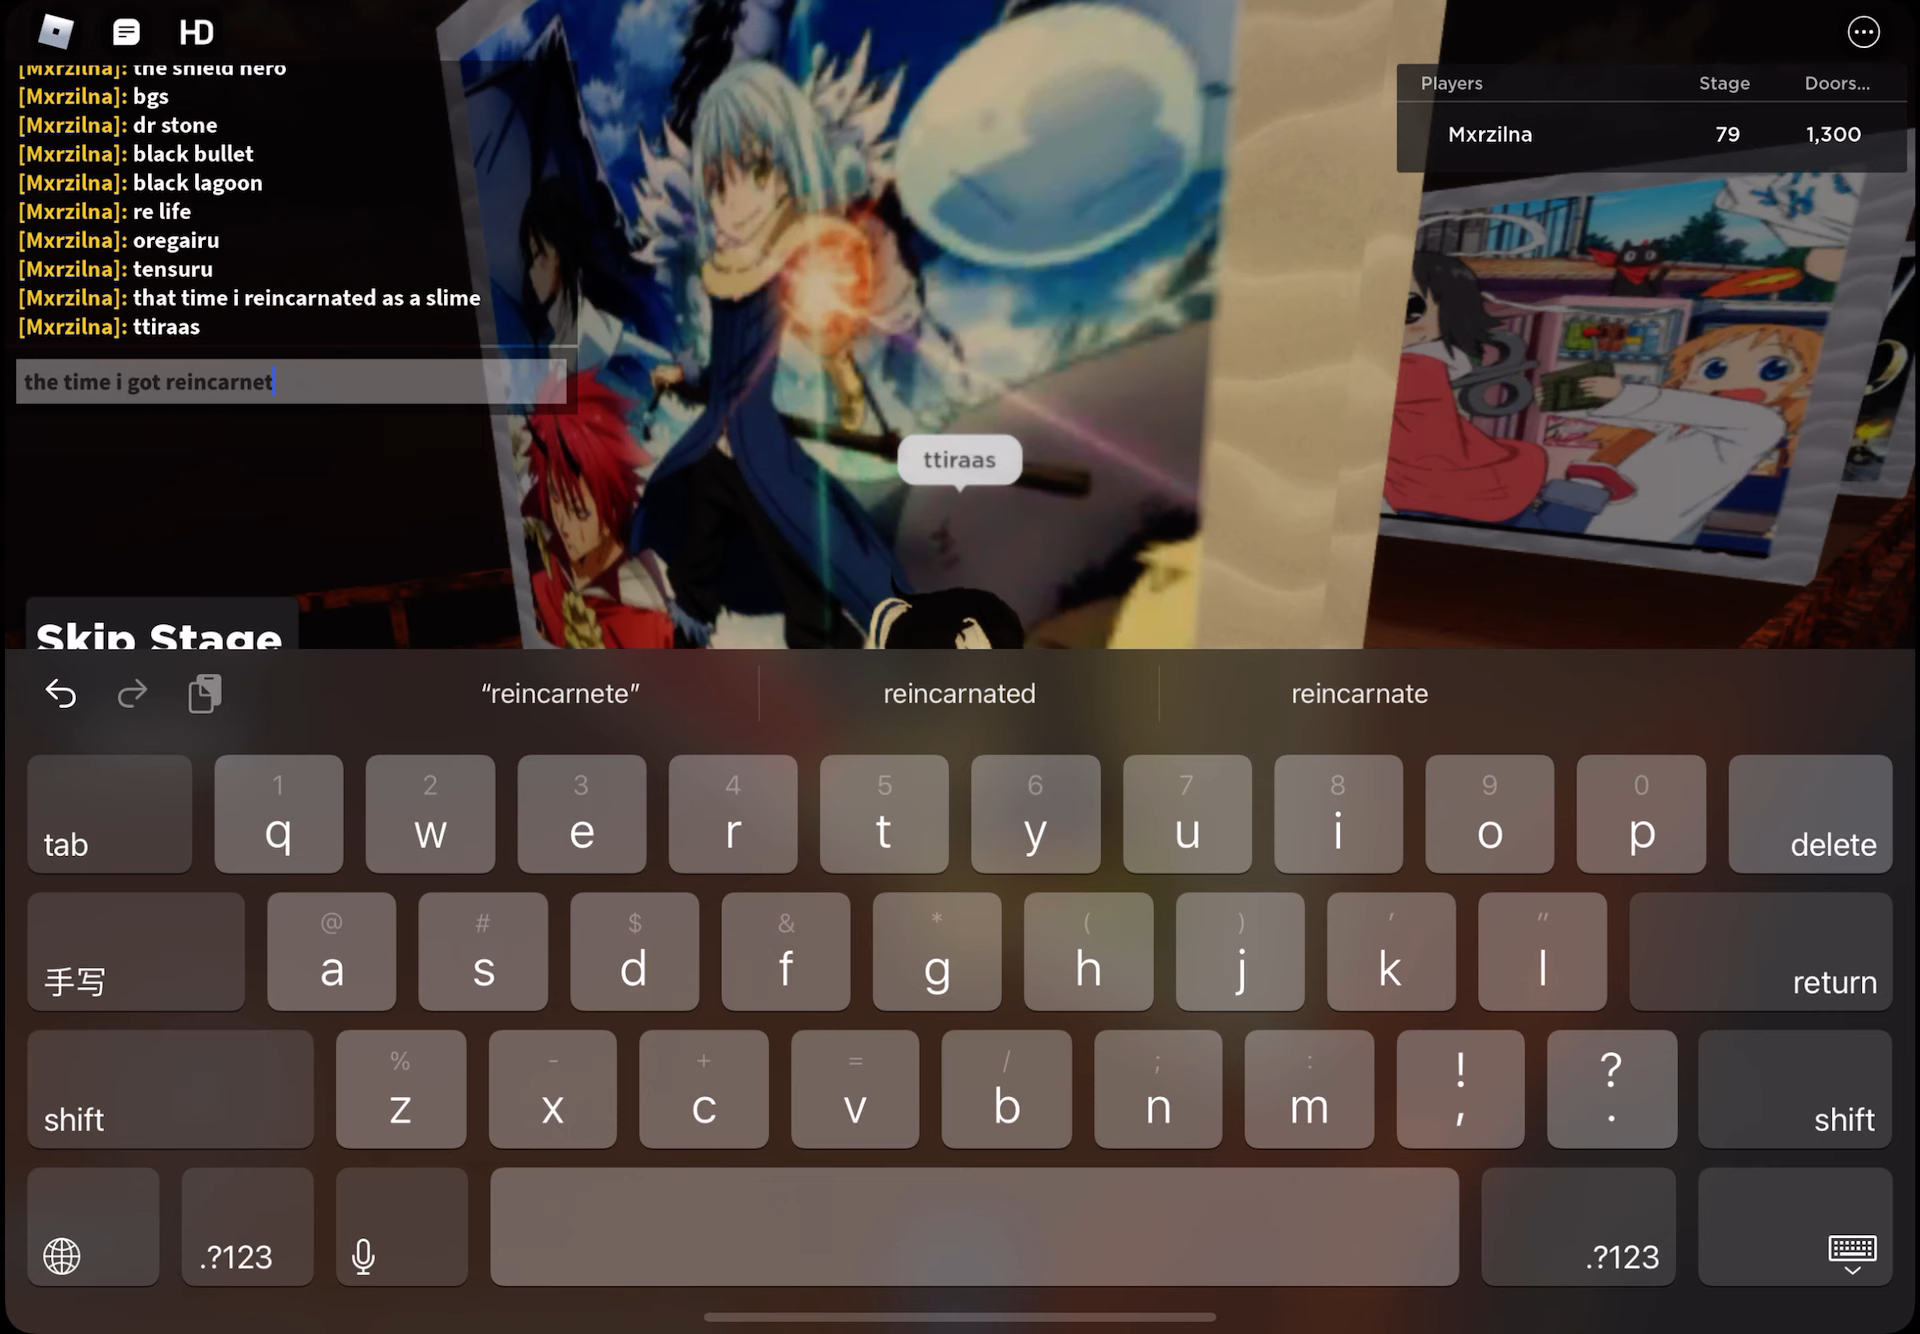 HD
[Mxrzilna]: the shield hero
[Mxrzilna]: bgs
[Mxrzilna]: dr stone
[Mxrzilna]: black bullet
[Mxrzilna]: black lagoon
[Mxrzilna]: re life
[Mxrzilna]: oregairu
[Mxrzilna]: tensuru
[Mxrzilna]: that time i reincarnated as a slime
[Mxrzilna]: ttiraas
the time i got reincarnet
Players Stage Doors...
Mxrzilna 79 1,300
ttiraas
Skip Stage
“reincarnete” reincarnated reincarnate
1 2 3 4 5 6 7 8 9 0
tab q w e r t y u i o p delete
@ # $ & * ( ) ' "
手写 a s d f g h j k l return
% - + = / ; : ! ?
shift z x c v b n m , . shift
.?123 .?123